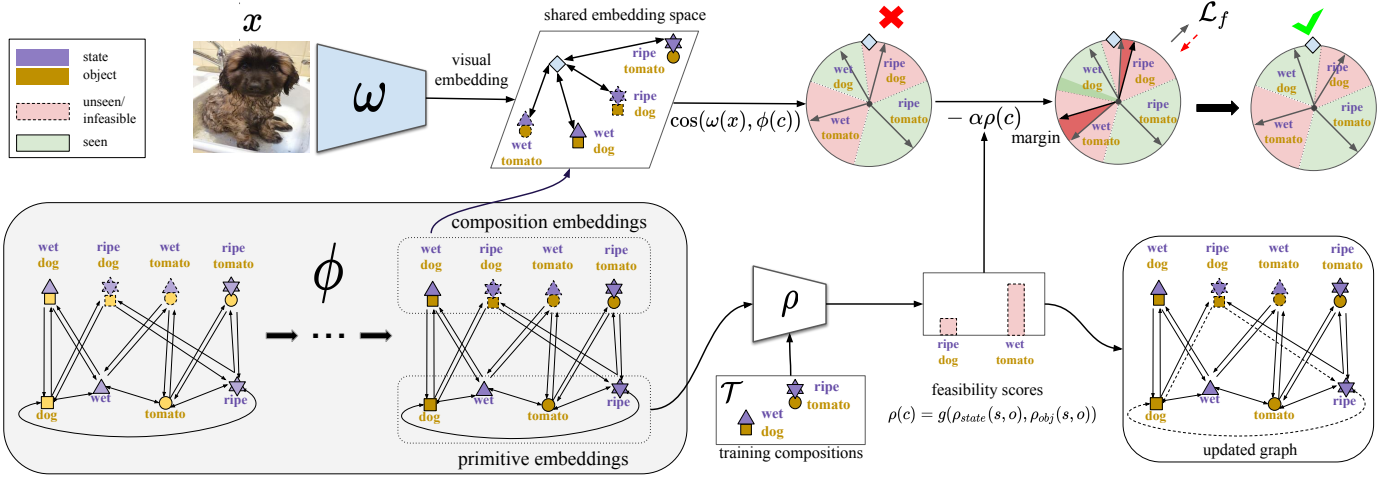 state
object
unseen/
infeasible
seen
x
ω
visual
embedding
shared embedding space
ripe
tomato
ripe
dog
wet
dog
wet
tomato
cos(ω(x), ϕ(c))
wet
dog
ripe
dog
wet
tomato
ripe
tomato
− αρ(c)
margin
wet
dog
ripe
dog
wet
tomato
ripe
tomato
ℒf
wet
dog
ripe
dog
wet
tomato
ripe
tomato
wet
dog
ripe
dog
wet
tomato
ripe
tomato
dog
wet
tomato
ripe
ϕ
...
composition embeddings
wet
dog
ripe
dog
wet
tomato
ripe
tomato
dog
wet
tomato
ripe
primitive embeddings
ρ
𝒯
ripe
tomato
wet
dog
training compositions
ripe
dog
wet
tomato
feasibility scores
ρ(c) = g(ρstate(s, o), ρobj(s, o))
wet
dog
ripe
dog
wet
tomato
ripe
tomato
dog
wet
tomato
ripe
updated graph